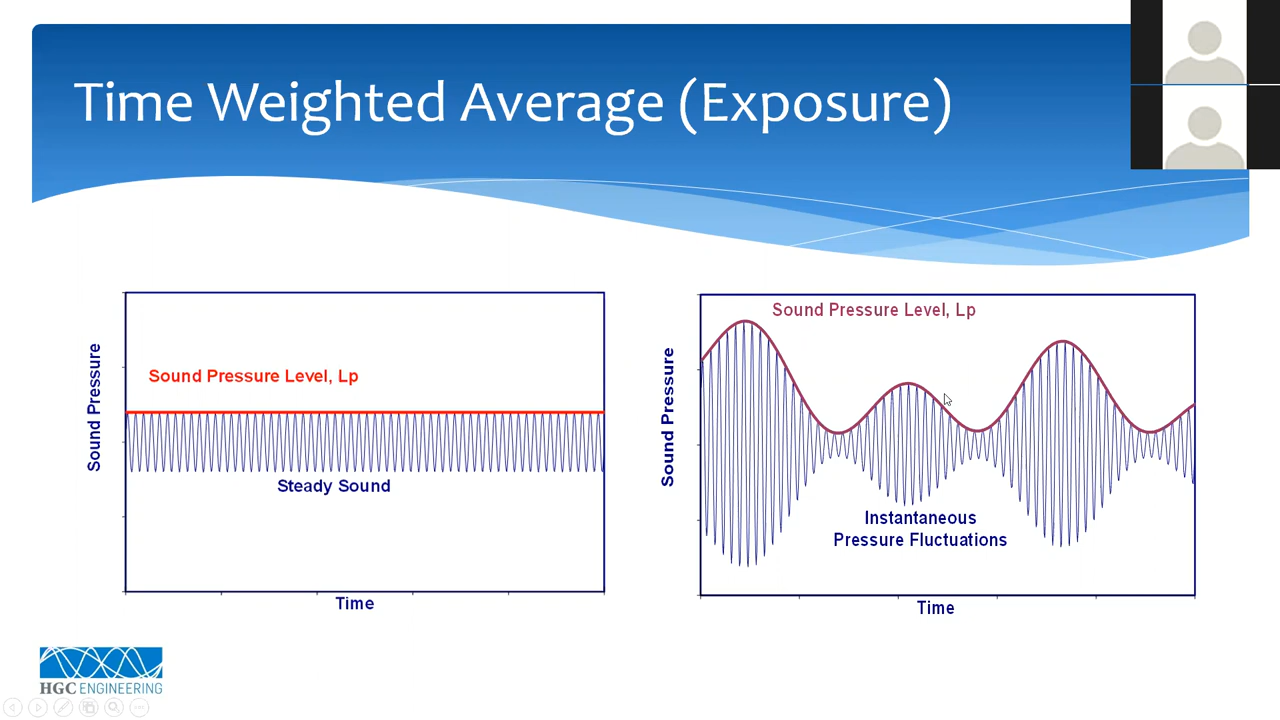 Time Weighted Average (Exposure)
Sound Pressure
Sound Pressure Level, Lp
Steady Sound
Time
Sound Pressure
Sound Pressure Level, Lp
Instantaneous
Pressure Fluctuations
Time
HGC ENGINEERING